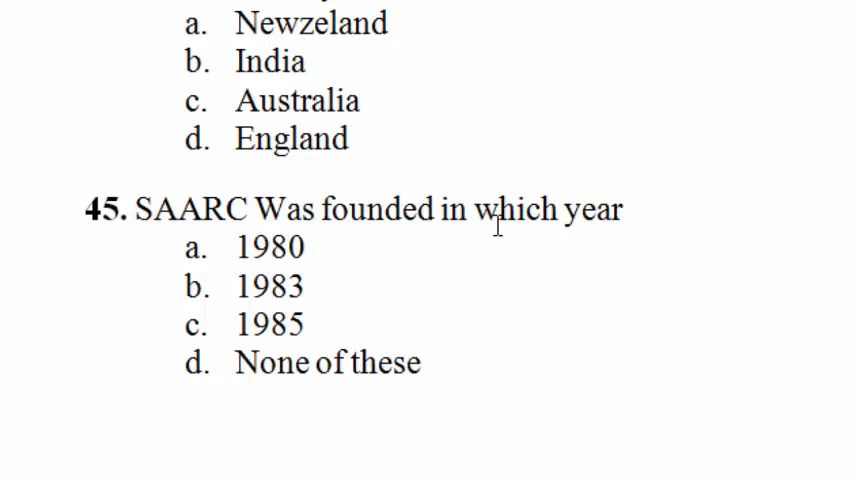 a. Newzeland
b. India
c. Australia
d. England
45. SAARC Was founded in which year
a. 1980
b. 1983
c. 1985
d. None of these